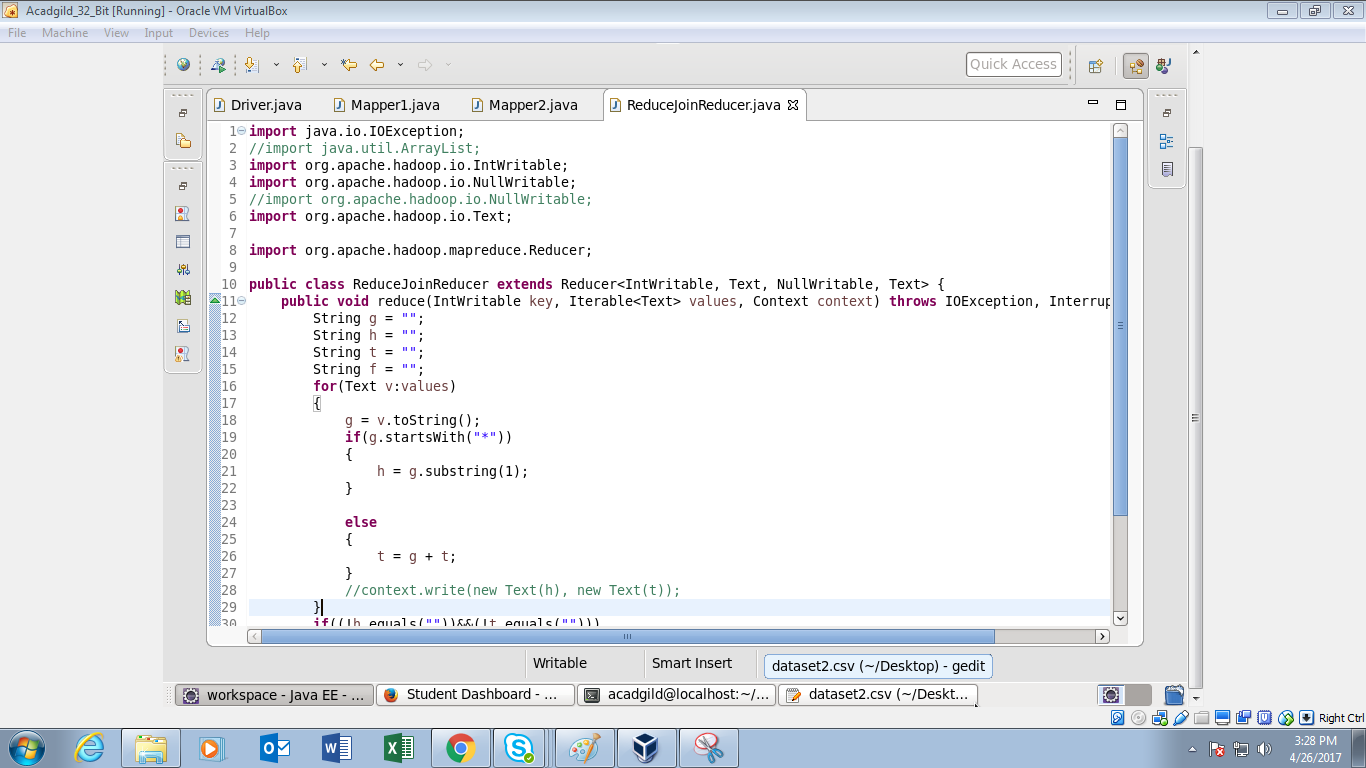 Acadgild_32_Bit [Running] - Oracle VM VirtualBox
File Machine View Input Devices Help
Quick Access
Driver.java Mapper1.java Mapper2.java ReduceJoinReducer.java
1 import java.io.IOException;
2 //import java.util.ArrayList;
3 import org.apache.hadoop.io.IntWritable;
4 import org.apache.hadoop.io.NullWritable;
5 //import org.apache.hadoop.io.NullWritable;
6 import org.apache.hadoop.io.Text;
7
8 import org.apache.hadoop.mapreduce.Reducer;
9
10 public class ReduceJoinReducer extends Reducer<IntWritable, Text, NullWritable, Text> {
11 public void reduce(IntWritable key, Iterable<Text> values, Context context) throws IOException, Interrup
12 String g = "";
13 String h = "";
14 String t = "";
15 String f = "";
16 for(Text v:values)
17 {
18 g = v.toString();
19 if(g.startsWith("*"))
20 {
21 h = g.substring(1);
22 }
23
24 else
25 {
26 t = g + t;
27 }
28 //context.write(new Text(h), new Text(t));
29 }
30 if((!h.equals(""))&&(!t.equals("")))
Writable Smart Insert dataset2.csv (~/Desktop) - gedit
workspace - Java EE - ... Student Dashboard - ... acadgild@localhost:~/... dataset2.csv (~/Deskt...
Right Ctrl
3:28 PM
4/26/2017